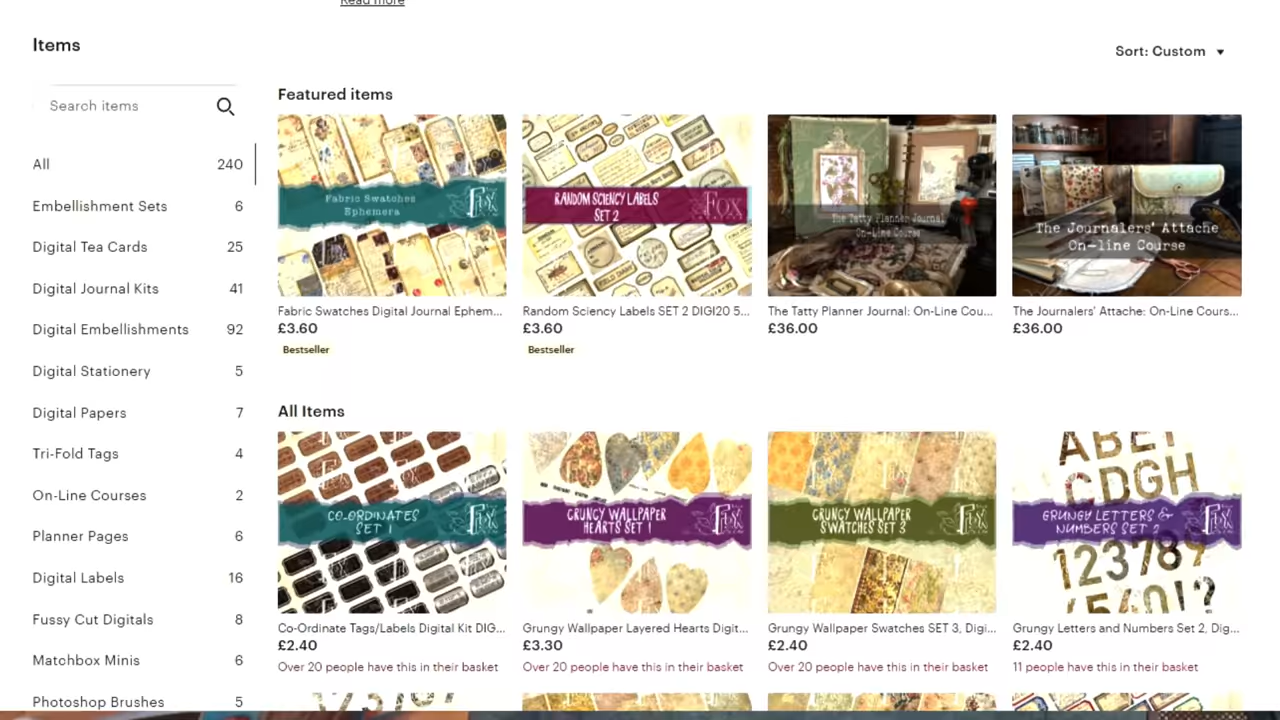 Read more
Items
Sort: Custom
Search items
All 240
Embellishment Sets 6
Digital Tea Cards 25
Digital Journal Kits 41
Digital Embellishments 92
Digital Stationery 5
Digital Papers 7
Tri-Fold Tags 4
On-Line Courses 2
Planner Pages 6
Digital Labels 16
Fussy Cut Digitals 8
Matchbox Minis 6
Photoshop Brushes 5
Featured items
Fabric Swatches
Ephemera
Fox
RANDOM SCIENCY LABELS
SET 2
Fox
The Tatty Planner Journal
On-Line Course
The Journalers' Attache
On-line Course
Fabric Swatches Digital Journal Ephem...
£3.60
Bestseller
Random Sciency Labels SET 2 DIGI20 5...
£3.60
Bestseller
The Tatty Planner Journal: On-Line Cou...
£36.00
The Journalers' Attache: On-Line Cours...
£36.00
All Items
CO-ORDINATES
SET 1
Fox
GRUNGY WALLPAPER
HEARTS SET 1
Fox
GRUNGY WALLPAPER
SWATCHES SET 3
Fox
ABEF
CDGH
GRUNGY LETTERS &
NUMBERS SET 2
Fox
123789
Co-Ordinate Tags/Labels Digital Kit DIG...
£2.40
Over 20 people have this in their basket
Grungy Wallpaper Layered Hearts Digit...
£3.30
Over 20 people have this in their basket
Grungy Wallpaper Swatches SET 3, Digi...
£2.40
Over 20 people have this in their basket
Grungy Letters and Numbers Set 2, Dig...
£2.40
11 people have this in their basket